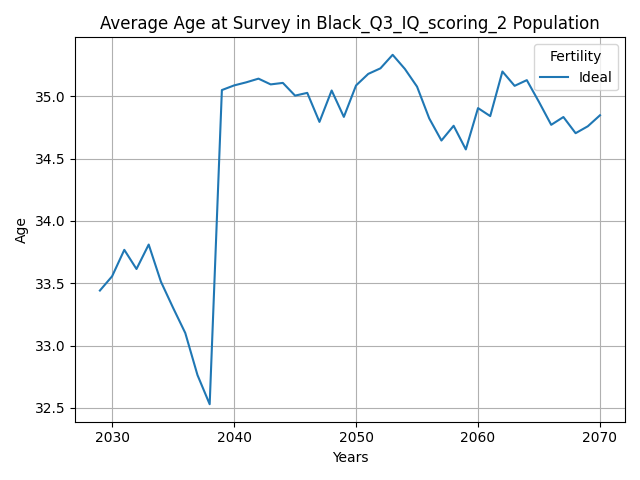 Average Age at Survey in Black_Q3_IQ_scoring_2 Population
Fertility
Ideal
35.0
34.5
34.0
33.5
33.0
32.5
Age
2030 2040 2050 2060 2070
Years